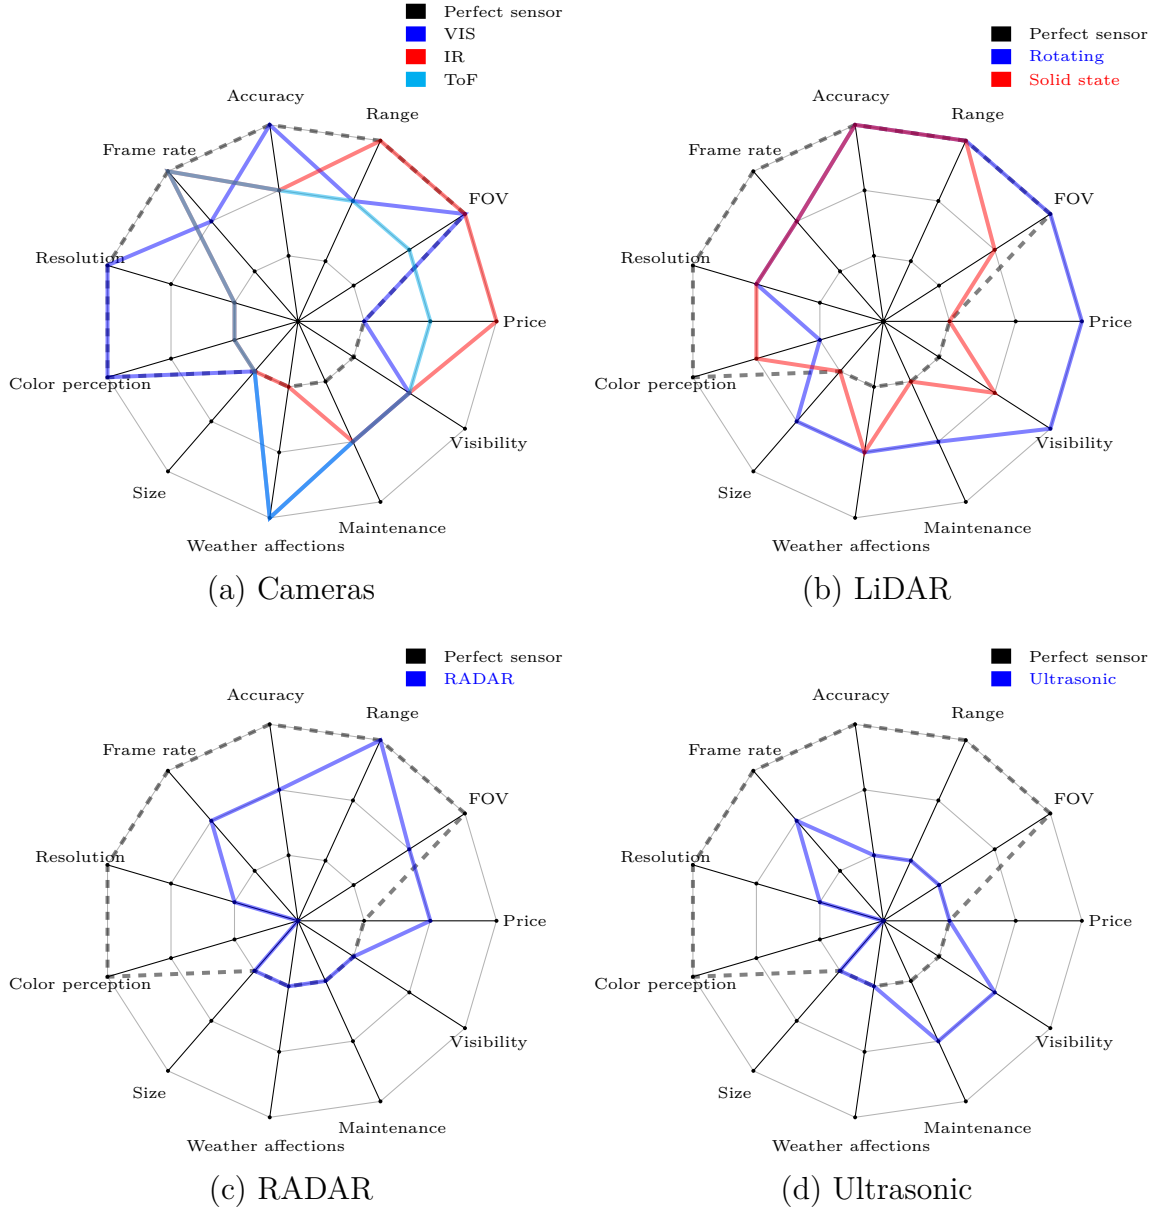 Perfect sensor
VIS
IR
ToF
Accuracy
Range
Frame rate
FOV
Resolution
Price
Color perception
Visibility
Size
Maintenance
Weather affections
(a) Cameras
Perfect sensor
Rotating
Solid state
Accuracy
Range
Frame rate
FOV
Resolution
Price
Color perception
Visibility
Size
Maintenance
Weather affections
(b) LiDAR
Perfect sensor
RADAR
Accuracy
Range
Frame rate
FOV
Resolution
Price
Color perception
Visibility
Size
Maintenance
Weather affections
(c) RADAR
Perfect sensor
Ultrasonic
Accuracy
Range
Frame rate
FOV
Resolution
Price
Color perception
Visibility
Size
Maintenance
Weather affections
(d) Ultrasonic